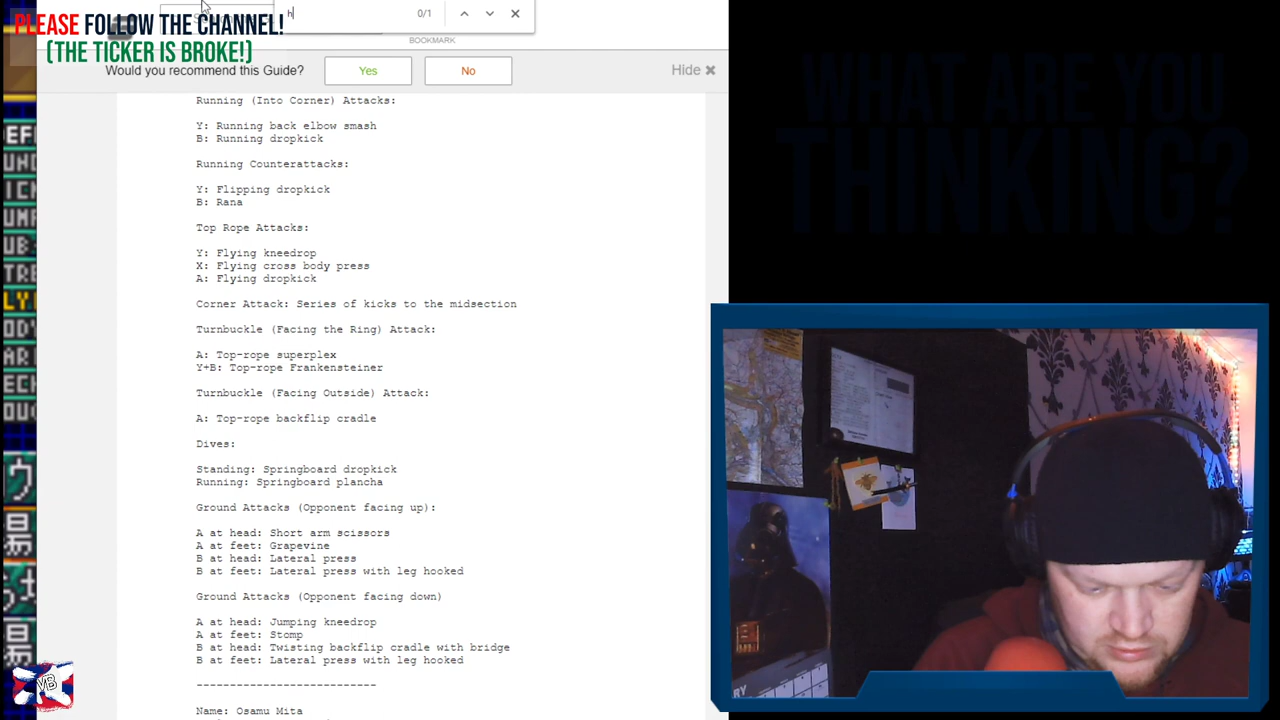 PLEASE FOLLOW THE CHANNEL!
(THE TICKER IS BROKE!)
h
0/1
BOOKMARK
Would you recommend this Guide?
Yes
No
Hide ✖
WHAT ARE YOU
THINKING?
Running (Into Corner) Attacks:
Y: Running back elbow smash
B: Running dropkick
Running Counterattacks:
Y: Flipping dropkick
B: Rana
Top Rope Attacks:
Y: Flying kneedrop
X: Flying cross body press
A: Flying dropkick
Corner Attack: Series of kicks to the midsection
Turnbuckle (Facing the Ring) Attack:
A: Top-rope superplex
Y+B: Top-rope Frankensteiner
Turnbuckle (Facing Outside) Attack:
A: Top-rope backflip cradle
Dives:
Standing: Springboard dropkick
Running: Springboard plancha
Ground Attacks (Opponent facing up):
A at head: Short arm scissors
A at feet: Grapevine
B at head: Lateral press
B at feet: Lateral press with leg hooked
Ground Attacks (Opponent facing down)
A at head: Jumping kneedrop
A at feet: Stomp
B at head: Twisting backflip cradle with bridge
B at feet: Lateral press with leg hooked
---------------------------
Name: Osamu Mita